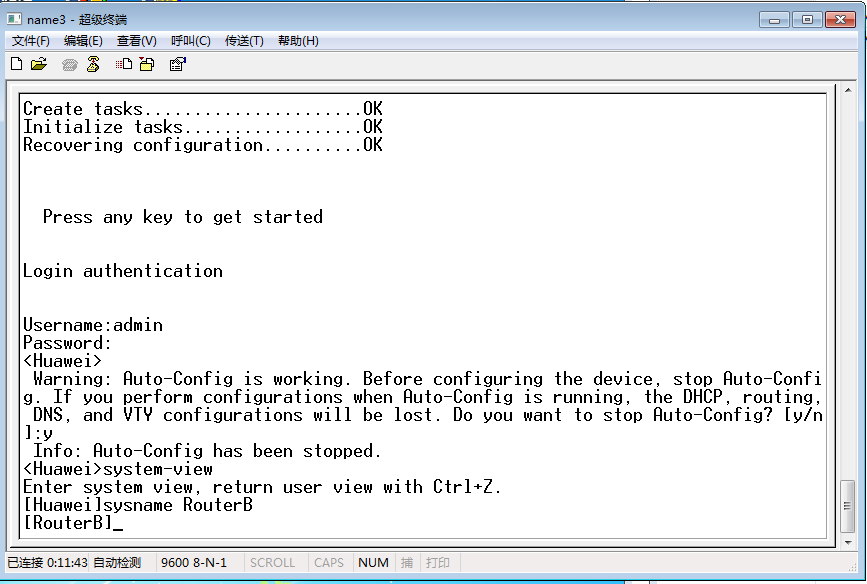 name3 - 超级终端
文件(F) 编辑(E) 查看(V) 呼叫(C) 传送(T) 帮助(H)
Create tasks......................OK
Initialize tasks..................OK
Recovering configuration..........OK
Press any key to get started
Login authentication
Username:admin
Password:
<Huawei>
Warning: Auto-Config is working. Before configuring the device, stop Auto-Confi
g. If you perform configurations when Auto-Config is running, the DHCP, routing,
DNS, and VTY configurations will be lost. Do you want to stop Auto-Config? [y/n
]:y
Info: Auto-Config has been stopped.
<Huawei>system-view
Enter system view, return user view with Ctrl+Z.
[Huawei]sysname RouterB
[RouterB]_
已连接 0:11:43 自动检测 9600 8-N-1 SCROLL CAPS NUM 捕 打印